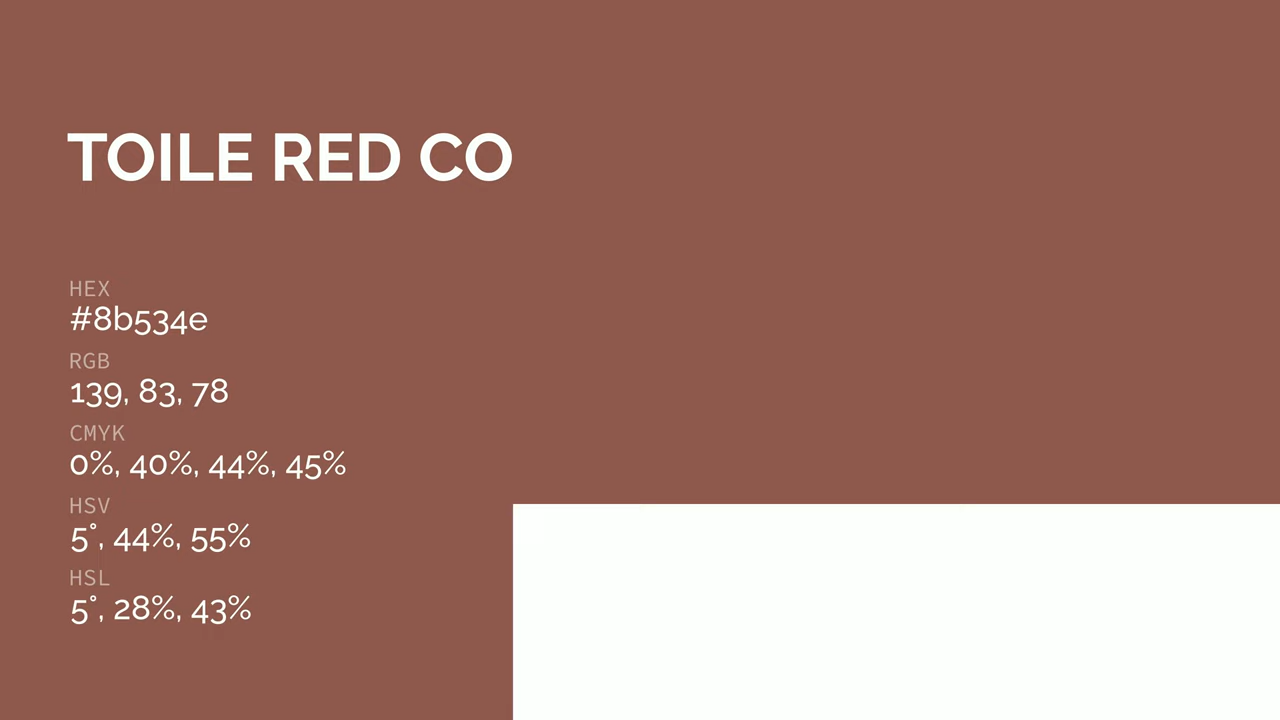 TOILE RED CO
HEX
#8b534e
RGB
139, 83, 78
CMYK
0%, 40%, 44%, 45%
HSV
5°, 44%, 55%
HSL
5°, 28%, 43%